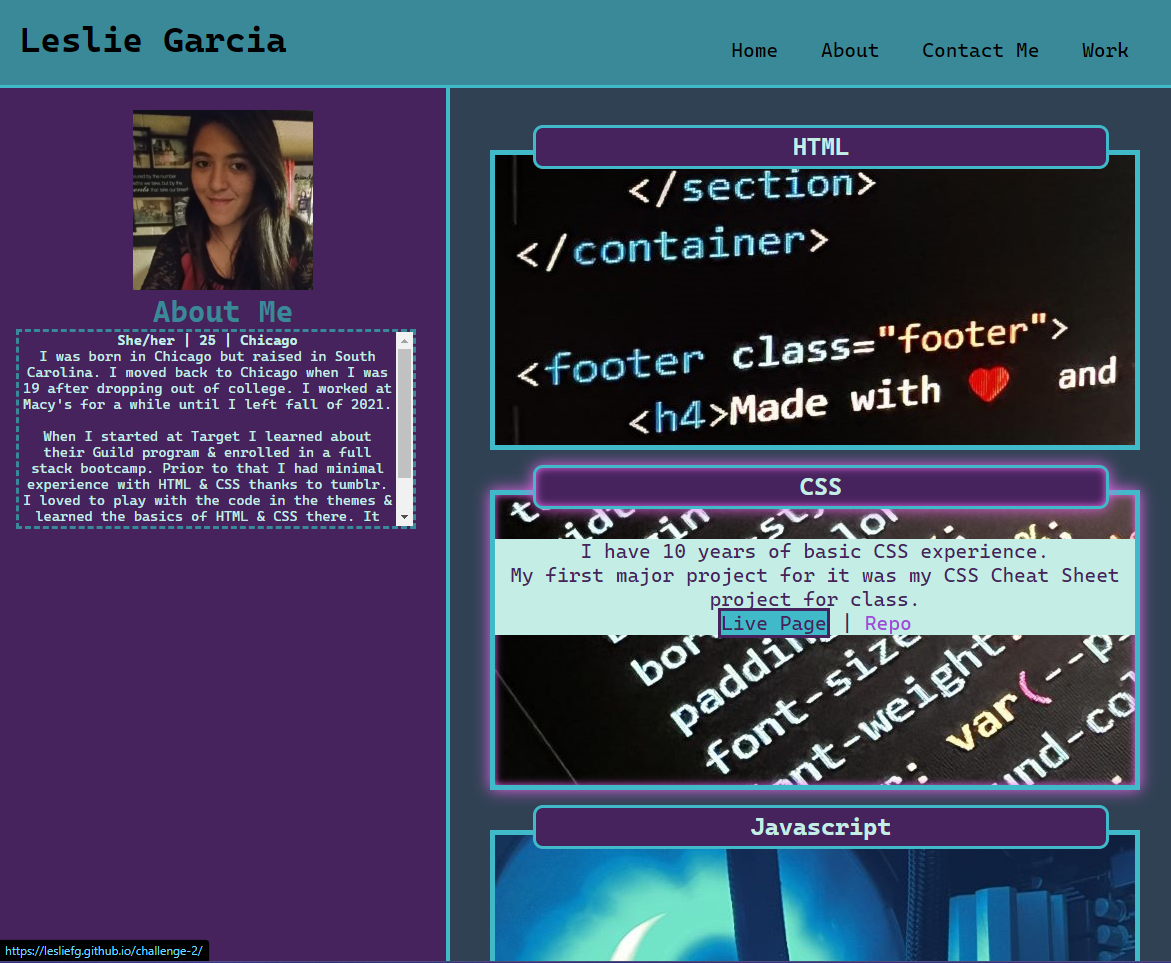 Leslie Garcia
Home About Contact Me Work
About Me
She/her | 25 | Chicago
I was born in Chicago but raised in South
Carolina. I moved back to Chicago when I was
19 after dropping out of college. I worked at
Macy's for a while until I left fall of 2021.
When I started at Target I learned about
their Guild program & enrolled in a full
stack bootcamp. Prior to that I had minimal
experience with HTML & CSS thanks to tumblr.
I loved to play with the code in the themes &
learned the basics of HTML & CSS there. It
HTML
</section>
</container>
<footer class="footer">
<h4>Made with ❤ and
CSS
I have 10 years of basic CSS experience.
My first major project for it was my CSS Cheat Sheet
project for class.
Live Page | Repo
padding
font-size
font-weight:
var(--p
Javascript
https://lesliefg.github.io/challenge-2/